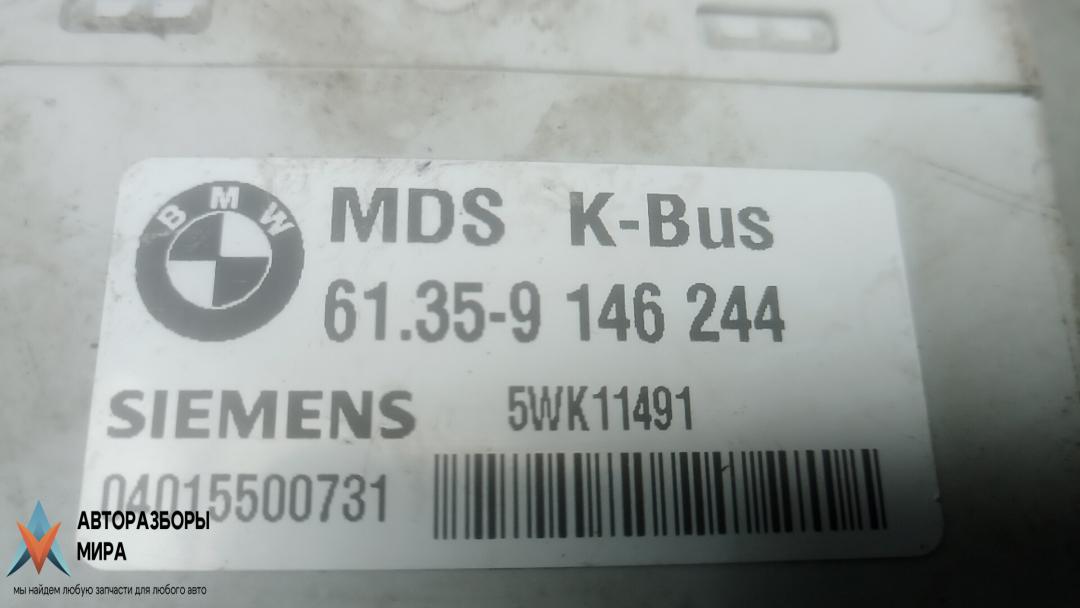 BMW
MDS K-Bus
61.35-9 146 244
SIEMENS 5WK11491
04015500731
АВТОРАЗБОРЫ
МИРА
мы найдем любую запчасти для любого авто